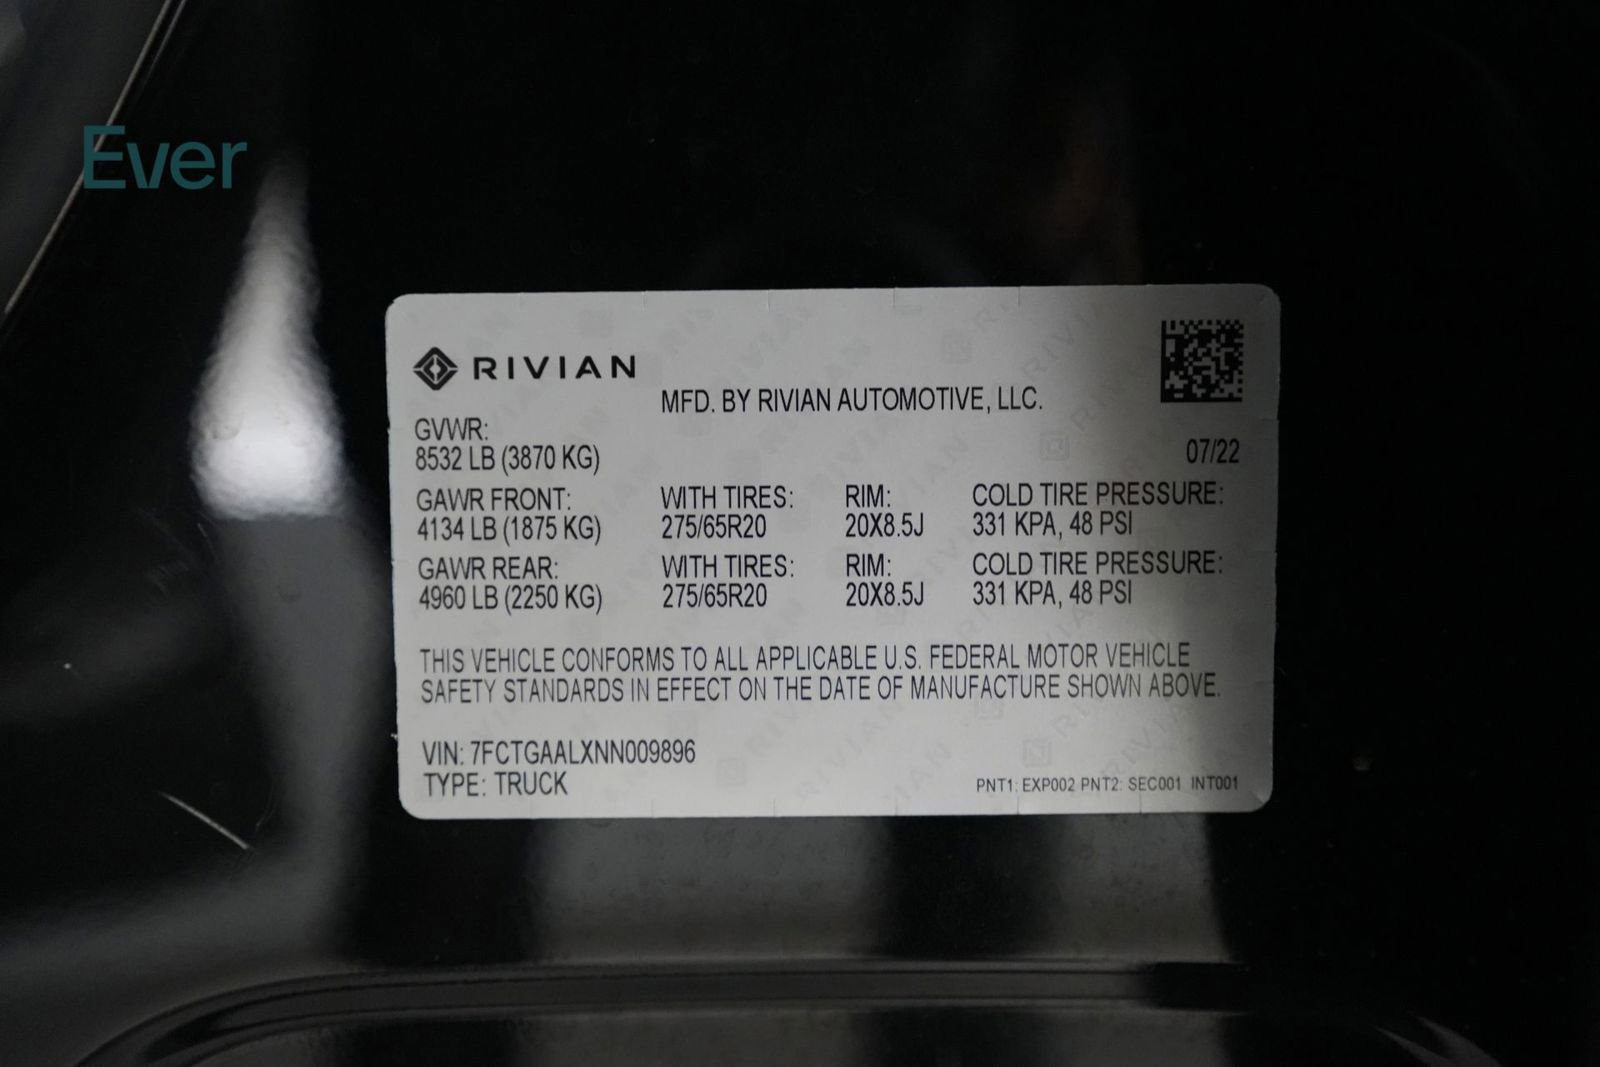 Ever
RIVIAN
MFD. BY RIVIAN AUTOMOTIVE, LLC.
GVWR:
8532 LB (3870 KG)
07/22
GAWR FRONT: WITH TIRES: RIM: COLD TIRE PRESSURE:
4134 LB (1875 KG) 275/65R20 20X8.5J 331 KPA, 48 PSI
GAWR REAR: WITH TIRES: RIM: COLD TIRE PRESSURE:
4960 LB (2250 KG) 275/65R20 20X8.5J 331 KPA, 48 PSI
THIS VEHICLE CONFORMS TO ALL APPLICABLE U.S. FEDERAL MOTOR VEHICLE
SAFETY STANDARDS IN EFFECT ON THE DATE OF MANUFACTURE SHOWN ABOVE.
VIN: 7FCTGAALXNN009896
TYPE: TRUCK
PNT1: EXP002 PNT2: SEC001 INT001